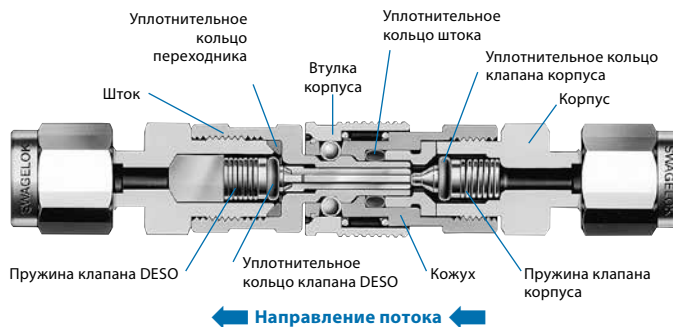 Уплотнительное
кольцо
переходника
Уплотнительное
кольцо штока
Втулка
корпуса
Уплотнительное кольцо
клапана корпуса
Шток
Корпус
SWAGELOK
SWAGELOK
Пружина клапана DESO
Уплотнительное
кольцо клапана DESO
Кожух
Пружина клапана
корпуса
Направление потока